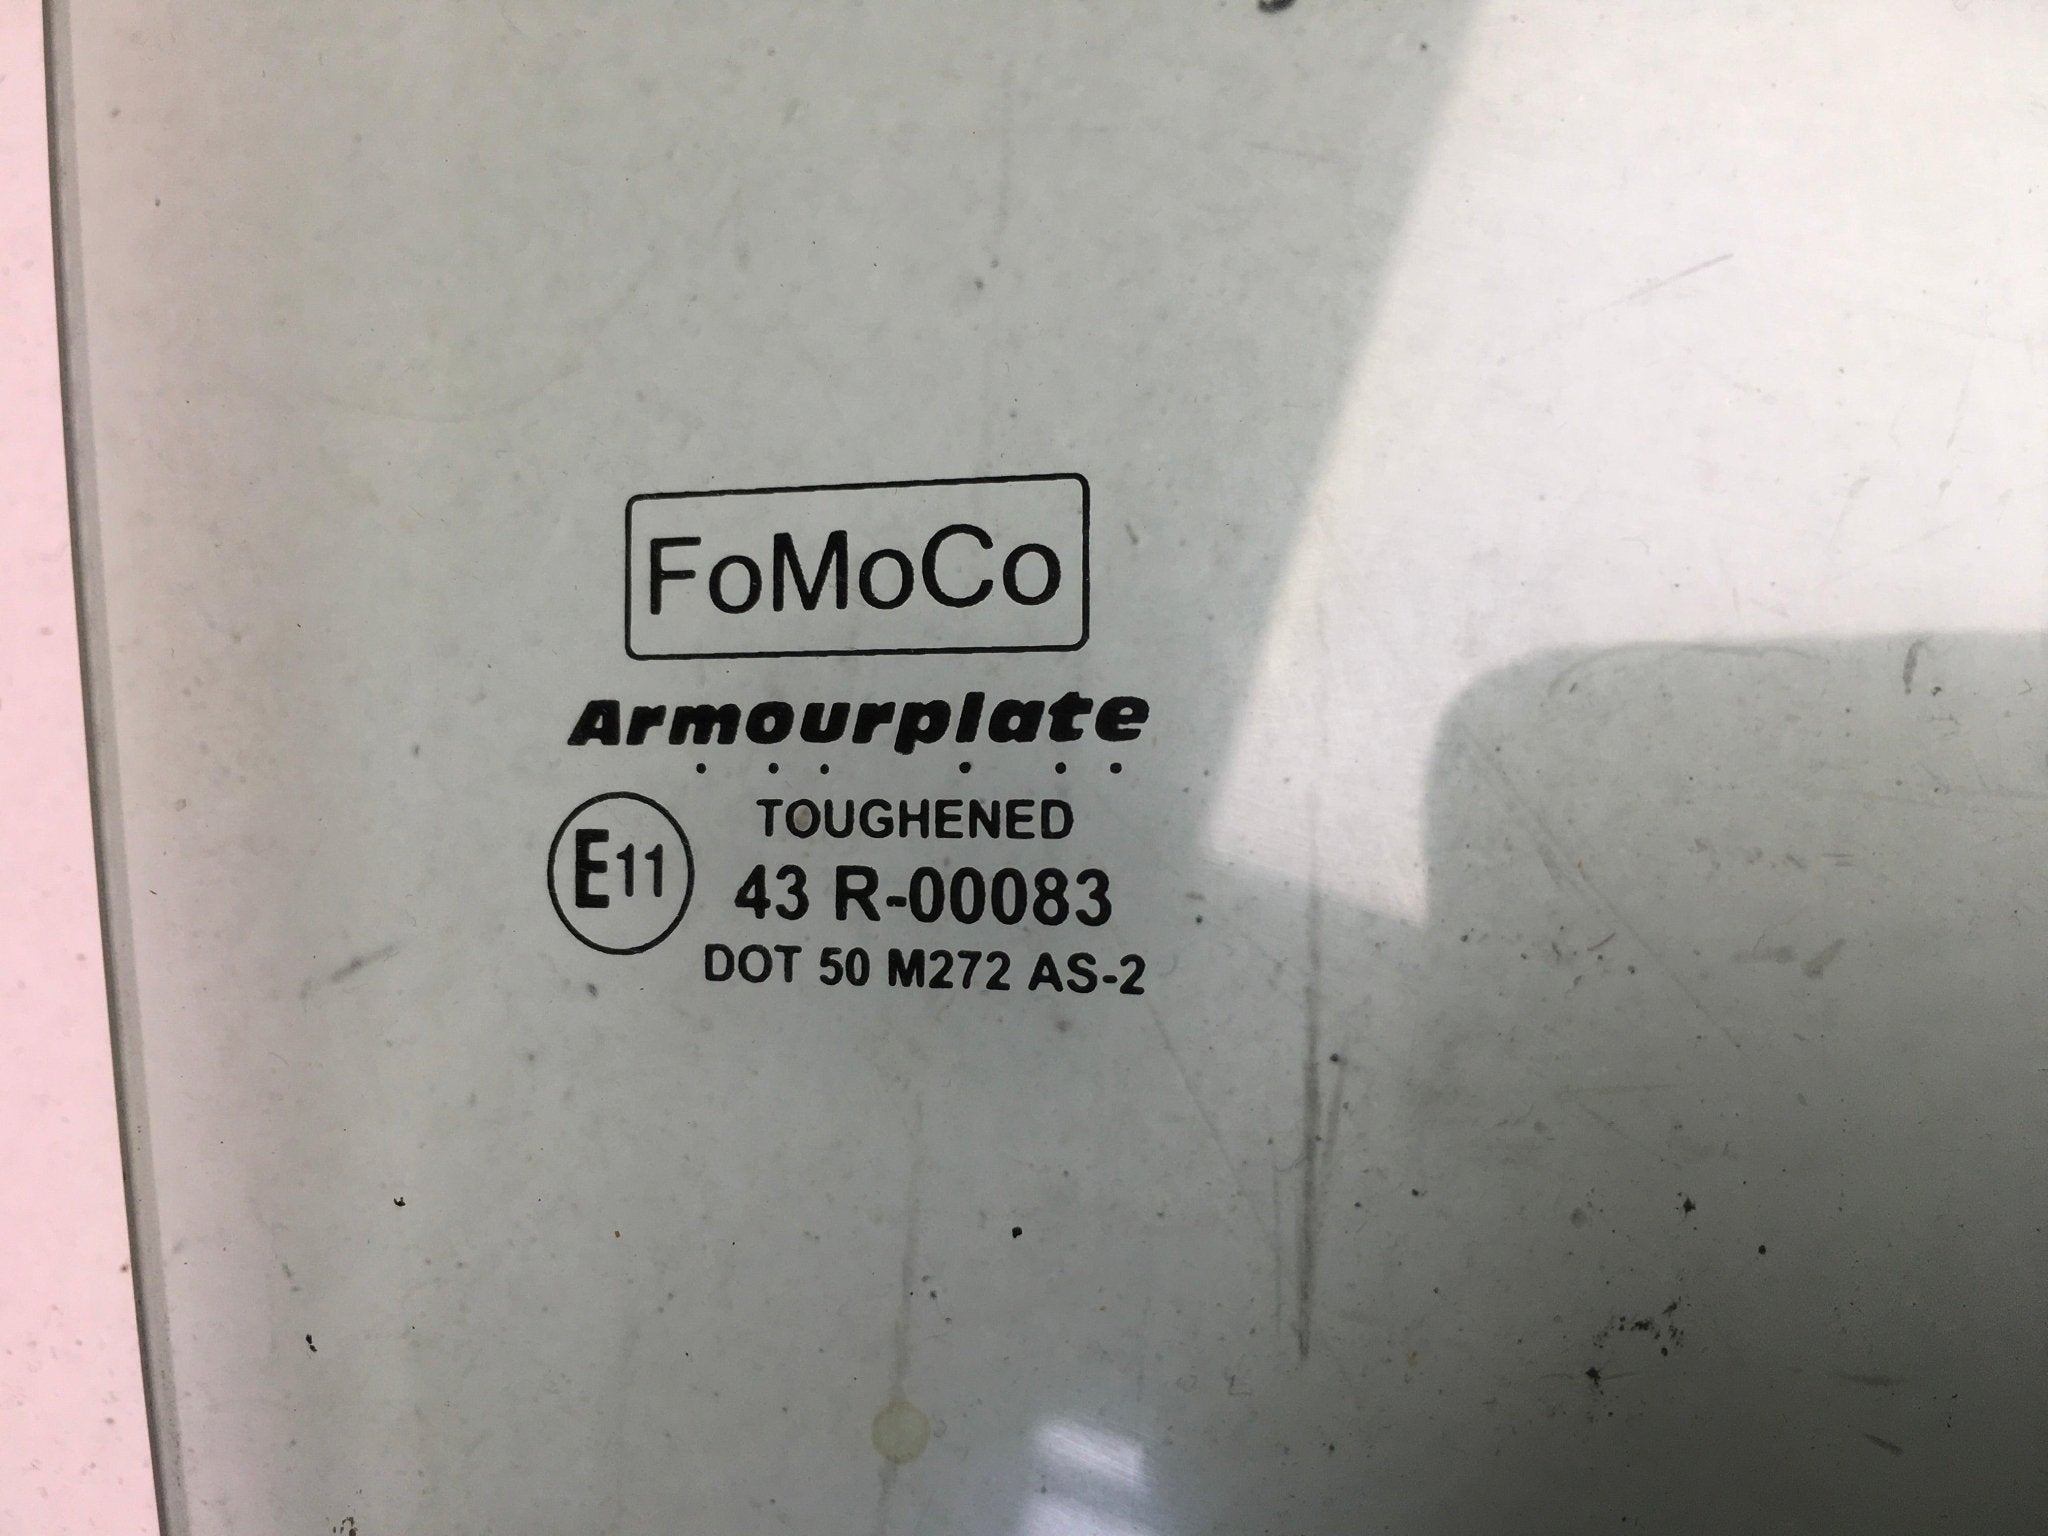 FoMoCo
Armourplate
TOUGHENED
E11
43 R-00083
DOT 50 M272 AS-2